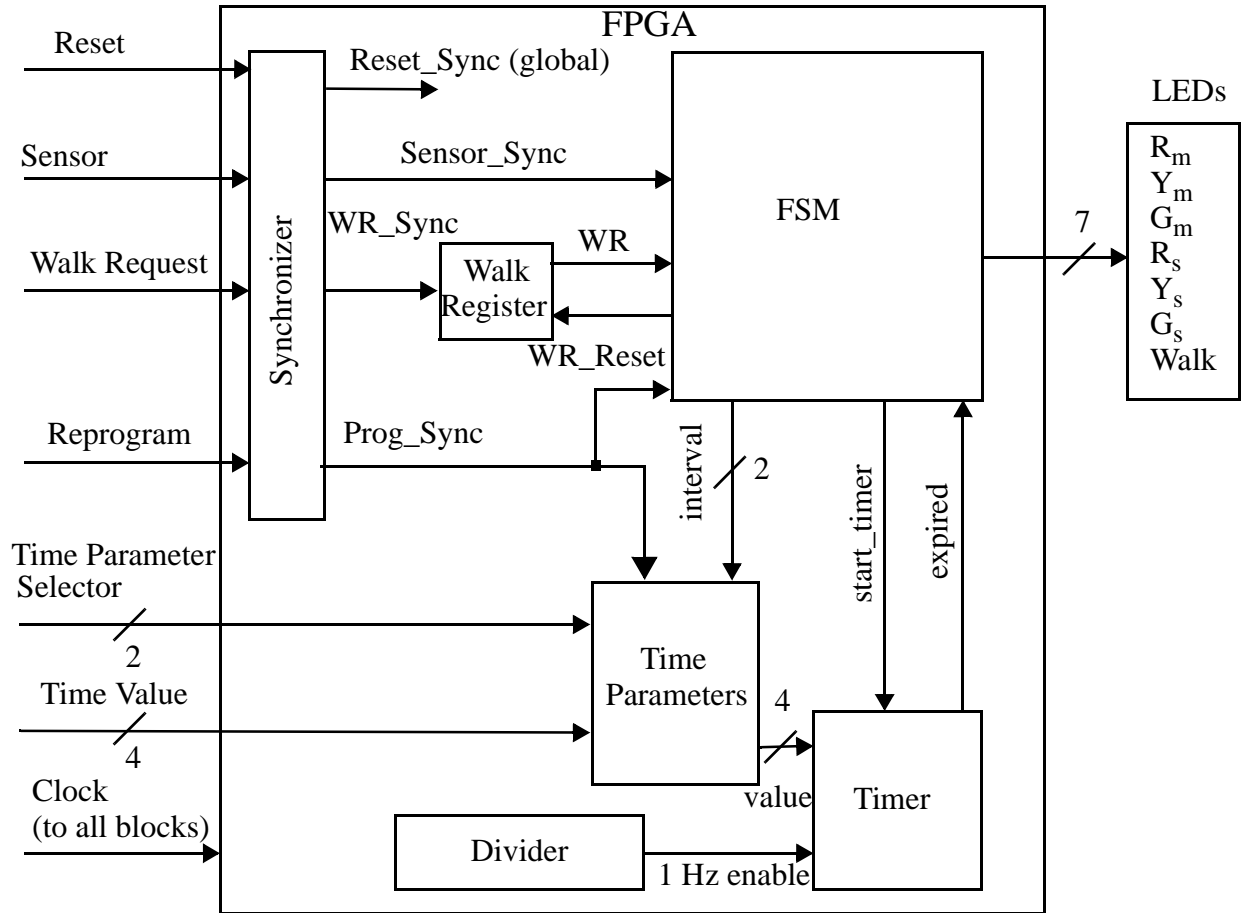 FPGA
Reset
Reset_Sync (global)
LEDs
Sensor
Sensor_Sync
FSM
R_m
Y_m
G_m
R_s
Y_s
G_s
Walk
7
Synchronizer
WR_Sync
WR
Walk Request
Walk
Register
WR_Reset
Reprogram
Prog_Sync
interval
2
start_timer
expired
Time Parameter
Selector
2
Time
Parameters
Time Value
4
4
value
Timer
Clock
(to all blocks)
Divider
1 Hz enable